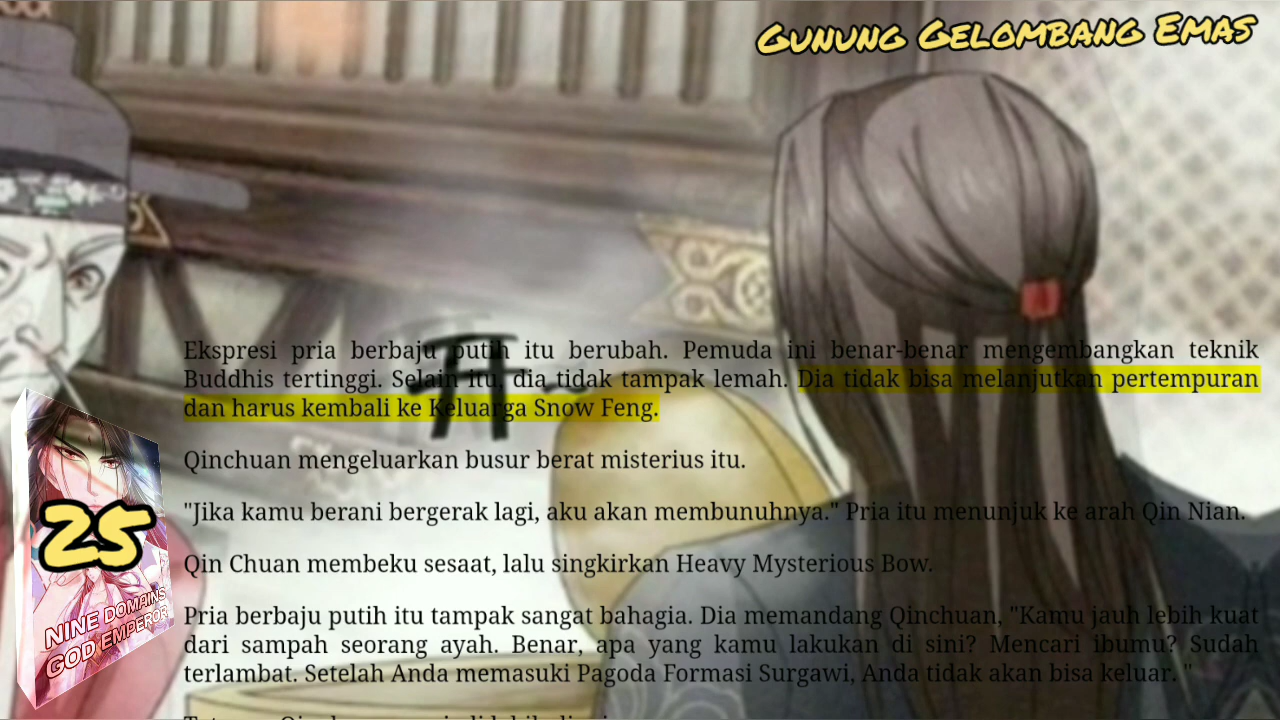 Gunung Gelombang Emas
Ekspresi pria berbaju putih itu berubah. Pemuda ini benar-benar mengembangkan teknik
Buddhis tertinggi. Selain itu, dia tidak tampak lemah. Dia tidak bisa melanjutkan pertempuran
dan harus kembali ke Keluarga Snow Feng.
Qinchuan mengeluarkan busur berat misterius itu.
"Jika kamu berani bergerak lagi, aku akan membunuhnya." Pria itu menunjuk ke arah Qin Nian.
Qin Chuan membeku sesaat, lalu singkirkan Heavy Mysterious Bow.
Pria berbaju putih itu tampak sangat bahagia. Dia memandang Qinchuan, "Kamu jauh lebih kuat
dari sampah seorang ayah. Benar, apa yang kamu lakukan di sini? Mencari ibumu? Sudah
terlambat. Setelah Anda memasuki Pagoda Formasi Surgawi, Anda tidak akan bisa keluar. "
25
NINE DOMAINS
GOD EMPEROR